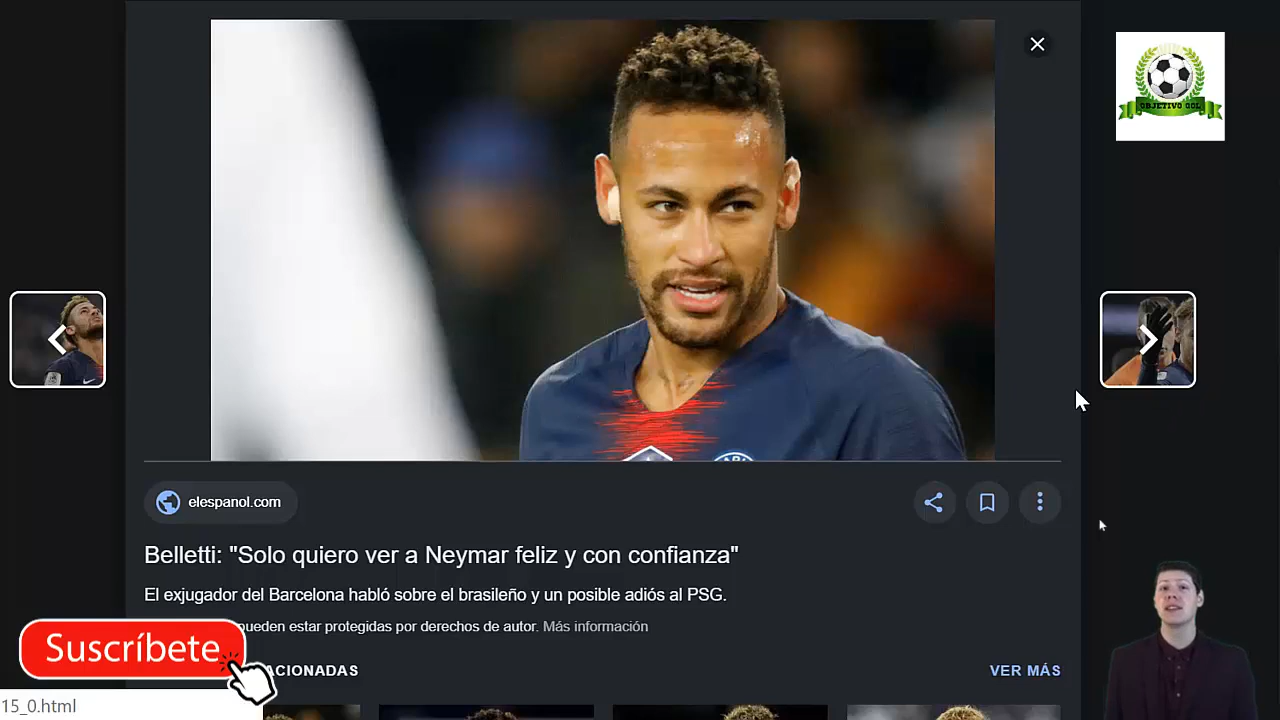 OBJETIVO GOL
elespanol.com
Belletti: "Solo quiero ver a Neymar feliz y con confianza"
El exjugador del Barcelona habló sobre el brasileño y un posible adiós al PSG.
pueden estar protegidas por derechos de autor. Más información
Suscríbete
ACIONADAS
VER MÁS
15_0.html